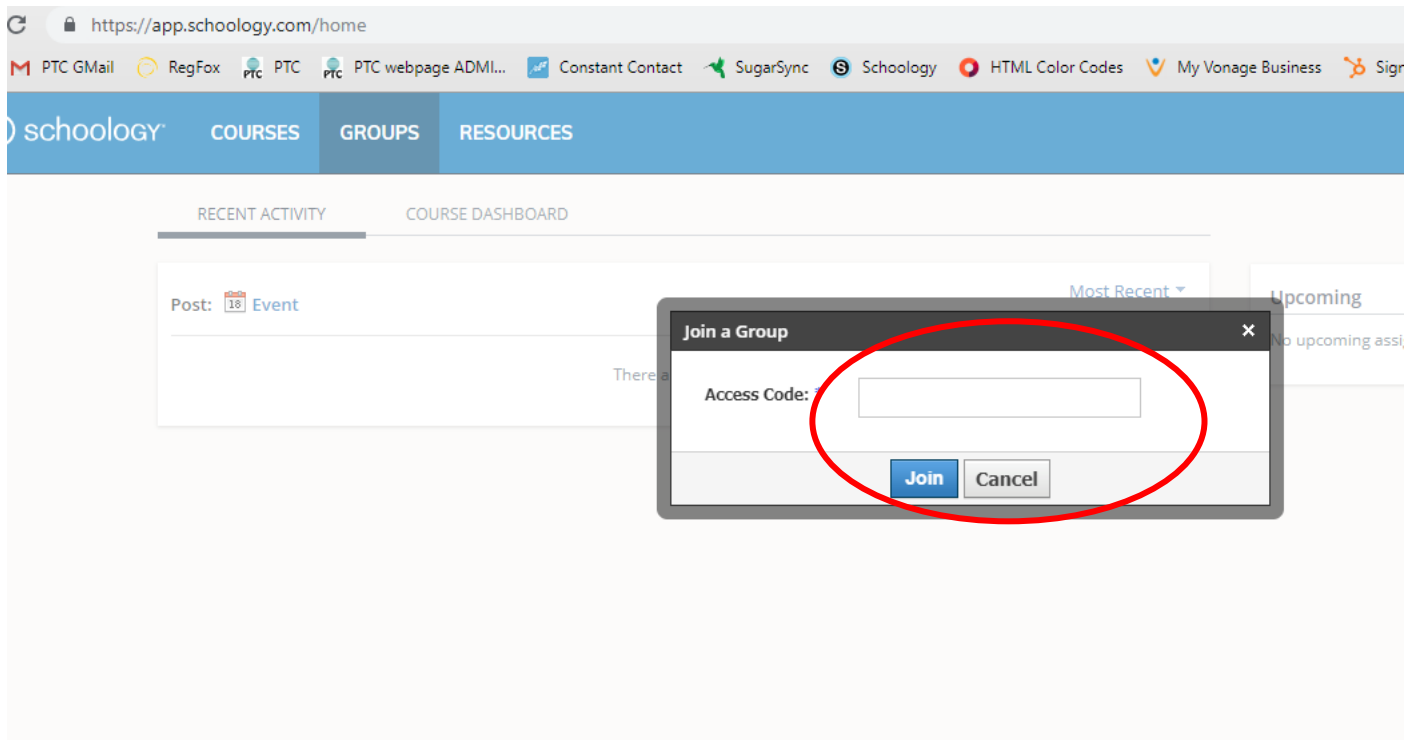 https://app.schoology.com/home
PTC GMail RegFox PTC PTC PTC PTC webpage ADMI... Constant Contact SugarSync S Schoology HTML Color Codes My Vonage Business
schoology COURSES GROUPS RESOURCES
RECENT ACTIVITY COURSE DASHBOARD
Post: 18 Event Most Recent Upcoming
Join a Group × No upcoming
There
Access Code: *
Join Cancel